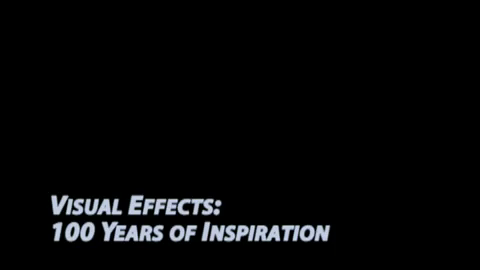 Visual Effects:
100 Years of Inspiration